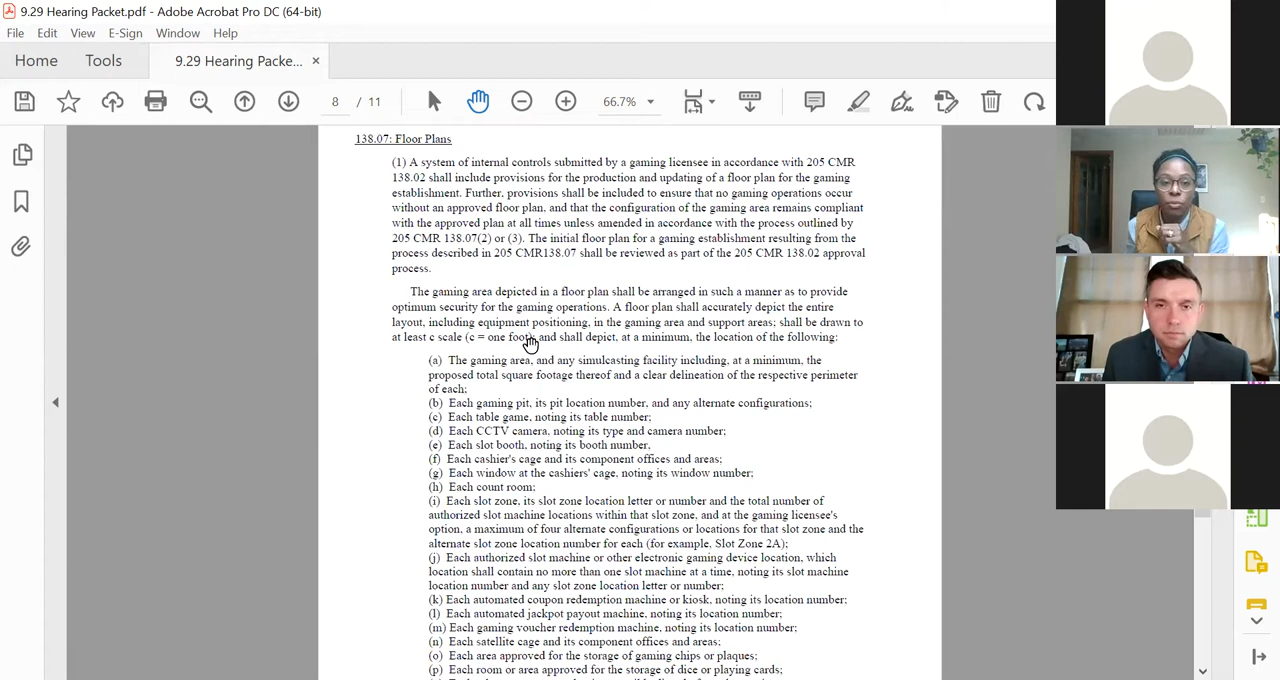 9.29 Hearing Packet.pdf - Adobe Acrobat Pro DC (64-bit)
File Edit View E-Sign Window Help
Home Tools 9.29 Hearing Packe... ×
8 / 11 66.7%
138.07: Floor Plans
(1) A system of internal controls submitted by a gaming licensee in accordance with 205 CMR
138.02 shall include provisions for the production and updating of a floor plan for the gaming
establishment. Further, provisions shall be included to ensure that no gaming operations occur
without an approved floor plan, and that the configuration of the gaming area remains compliant
with the approved plan at all times unless amended in accordance with the process outlined by
205 CMR 138.07(2) or (3). The initial floor plan for a gaming establishment resulting from the
process described in 205 CMR138.07 shall be reviewed as part of the 205 CMR 138.02 approval
process.
The gaming area depicted in a floor plan shall be arranged in such a manner as to provide
optimum security for the gaming operations. A floor plan shall accurately depict the entire
layout, including equipment positioning, in the gaming area and support areas; shall be drawn to
at least c scale (c = one foot); and shall depict, at a minimum, the location of the following:
(a) The gaming area, and any simulcasting facility including, at a minimum, the
proposed total square footage thereof and a clear delineation of the respective perimeter
of each;
(b) Each gaming pit, its pit location number, and any alternate configurations;
(c) Each table game, noting its table number;
(d) Each CCTV camera, noting its type and camera number;
(e) Each slot booth, noting its booth number,
(f) Each cashier's cage and its component offices and areas;
(g) Each window at the cashiers' cage, noting its window number;
(h) Each count room;
(i) Each slot zone, its slot zone location letter or number and the total number of
authorized slot machine locations within that slot zone, and at the gaming licensee's
option, a maximum of four alternate configurations or locations for that slot zone and the
alternate slot zone location number for each (for example, Slot Zone 2A);
(j) Each authorized slot machine or other electronic gaming device location, which
location shall contain no more than one slot machine at a time, noting its slot machine
location number and any slot zone location letter or number;
(k) Each automated coupon redemption machine or kiosk, noting its location number;
(l) Each automated jackpot payout machine, noting its location number;
(m) Each gaming voucher redemption machine, noting its location number;
(n) Each satellite cage and its component offices and areas;
(o) Each area approved for the storage of gaming chips or plaques;
(p) Each room or area approved for the storage of dice or playing cards;